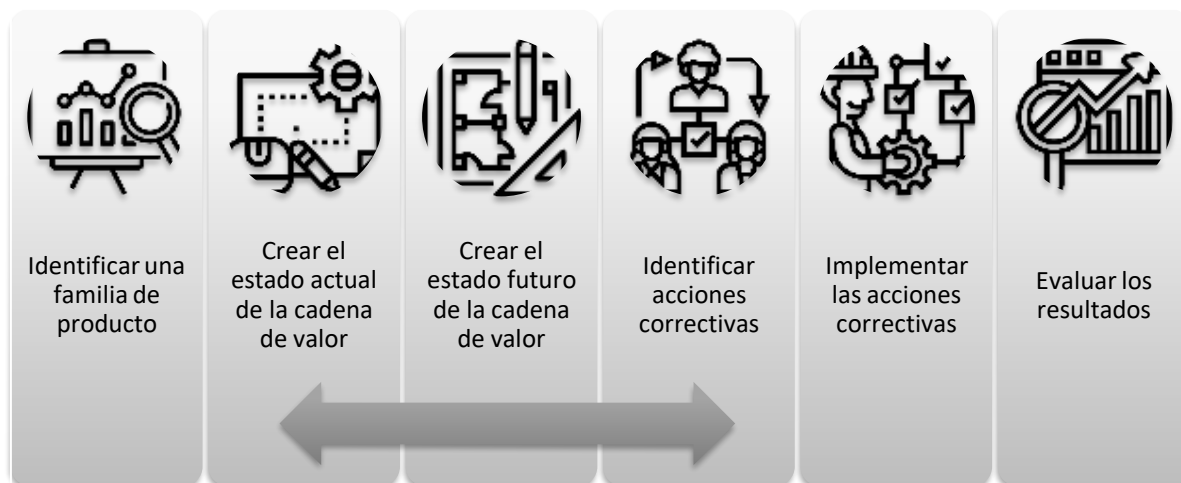 Identificar una
familia de
producto
Crear el
estado actual
de la cadena
de valor
Crear el
estado futuro
de la cadena
de valor
Identificar
acciones
correctivas
Implementar
las acciones
correctivas
Evaluar los
resultados